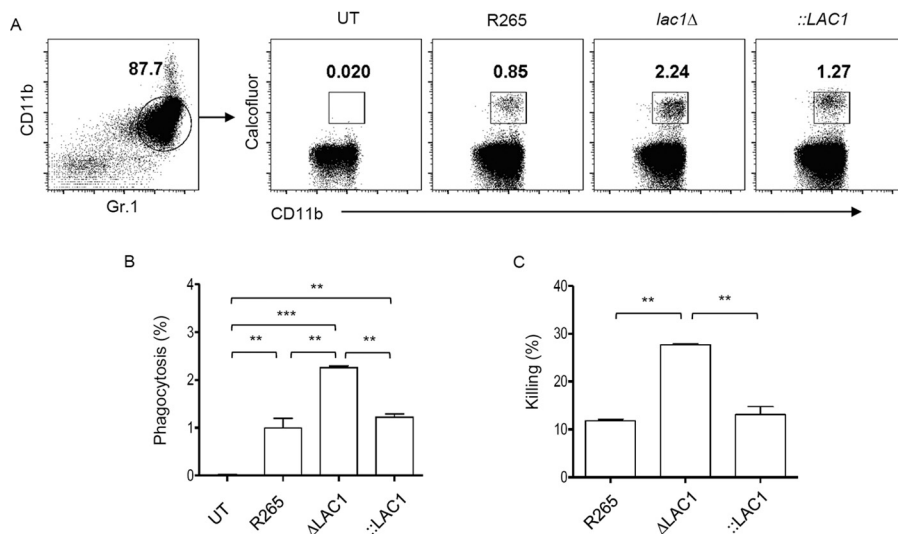 A
UT
R265
lac1Δ
::LAC1
CD11b
87.7
Gr.1
Calcofluor
0.020
0.85
2.24
1.27
CD11b
B
Phagocytosis (%)
4
3
2
1
0
**
***
** ** **
UT
R265
ΔLAC1
::LAC1
C
Killing (%)
40
30
20
10
0
** **
R265
ΔLAC1
::LAC1